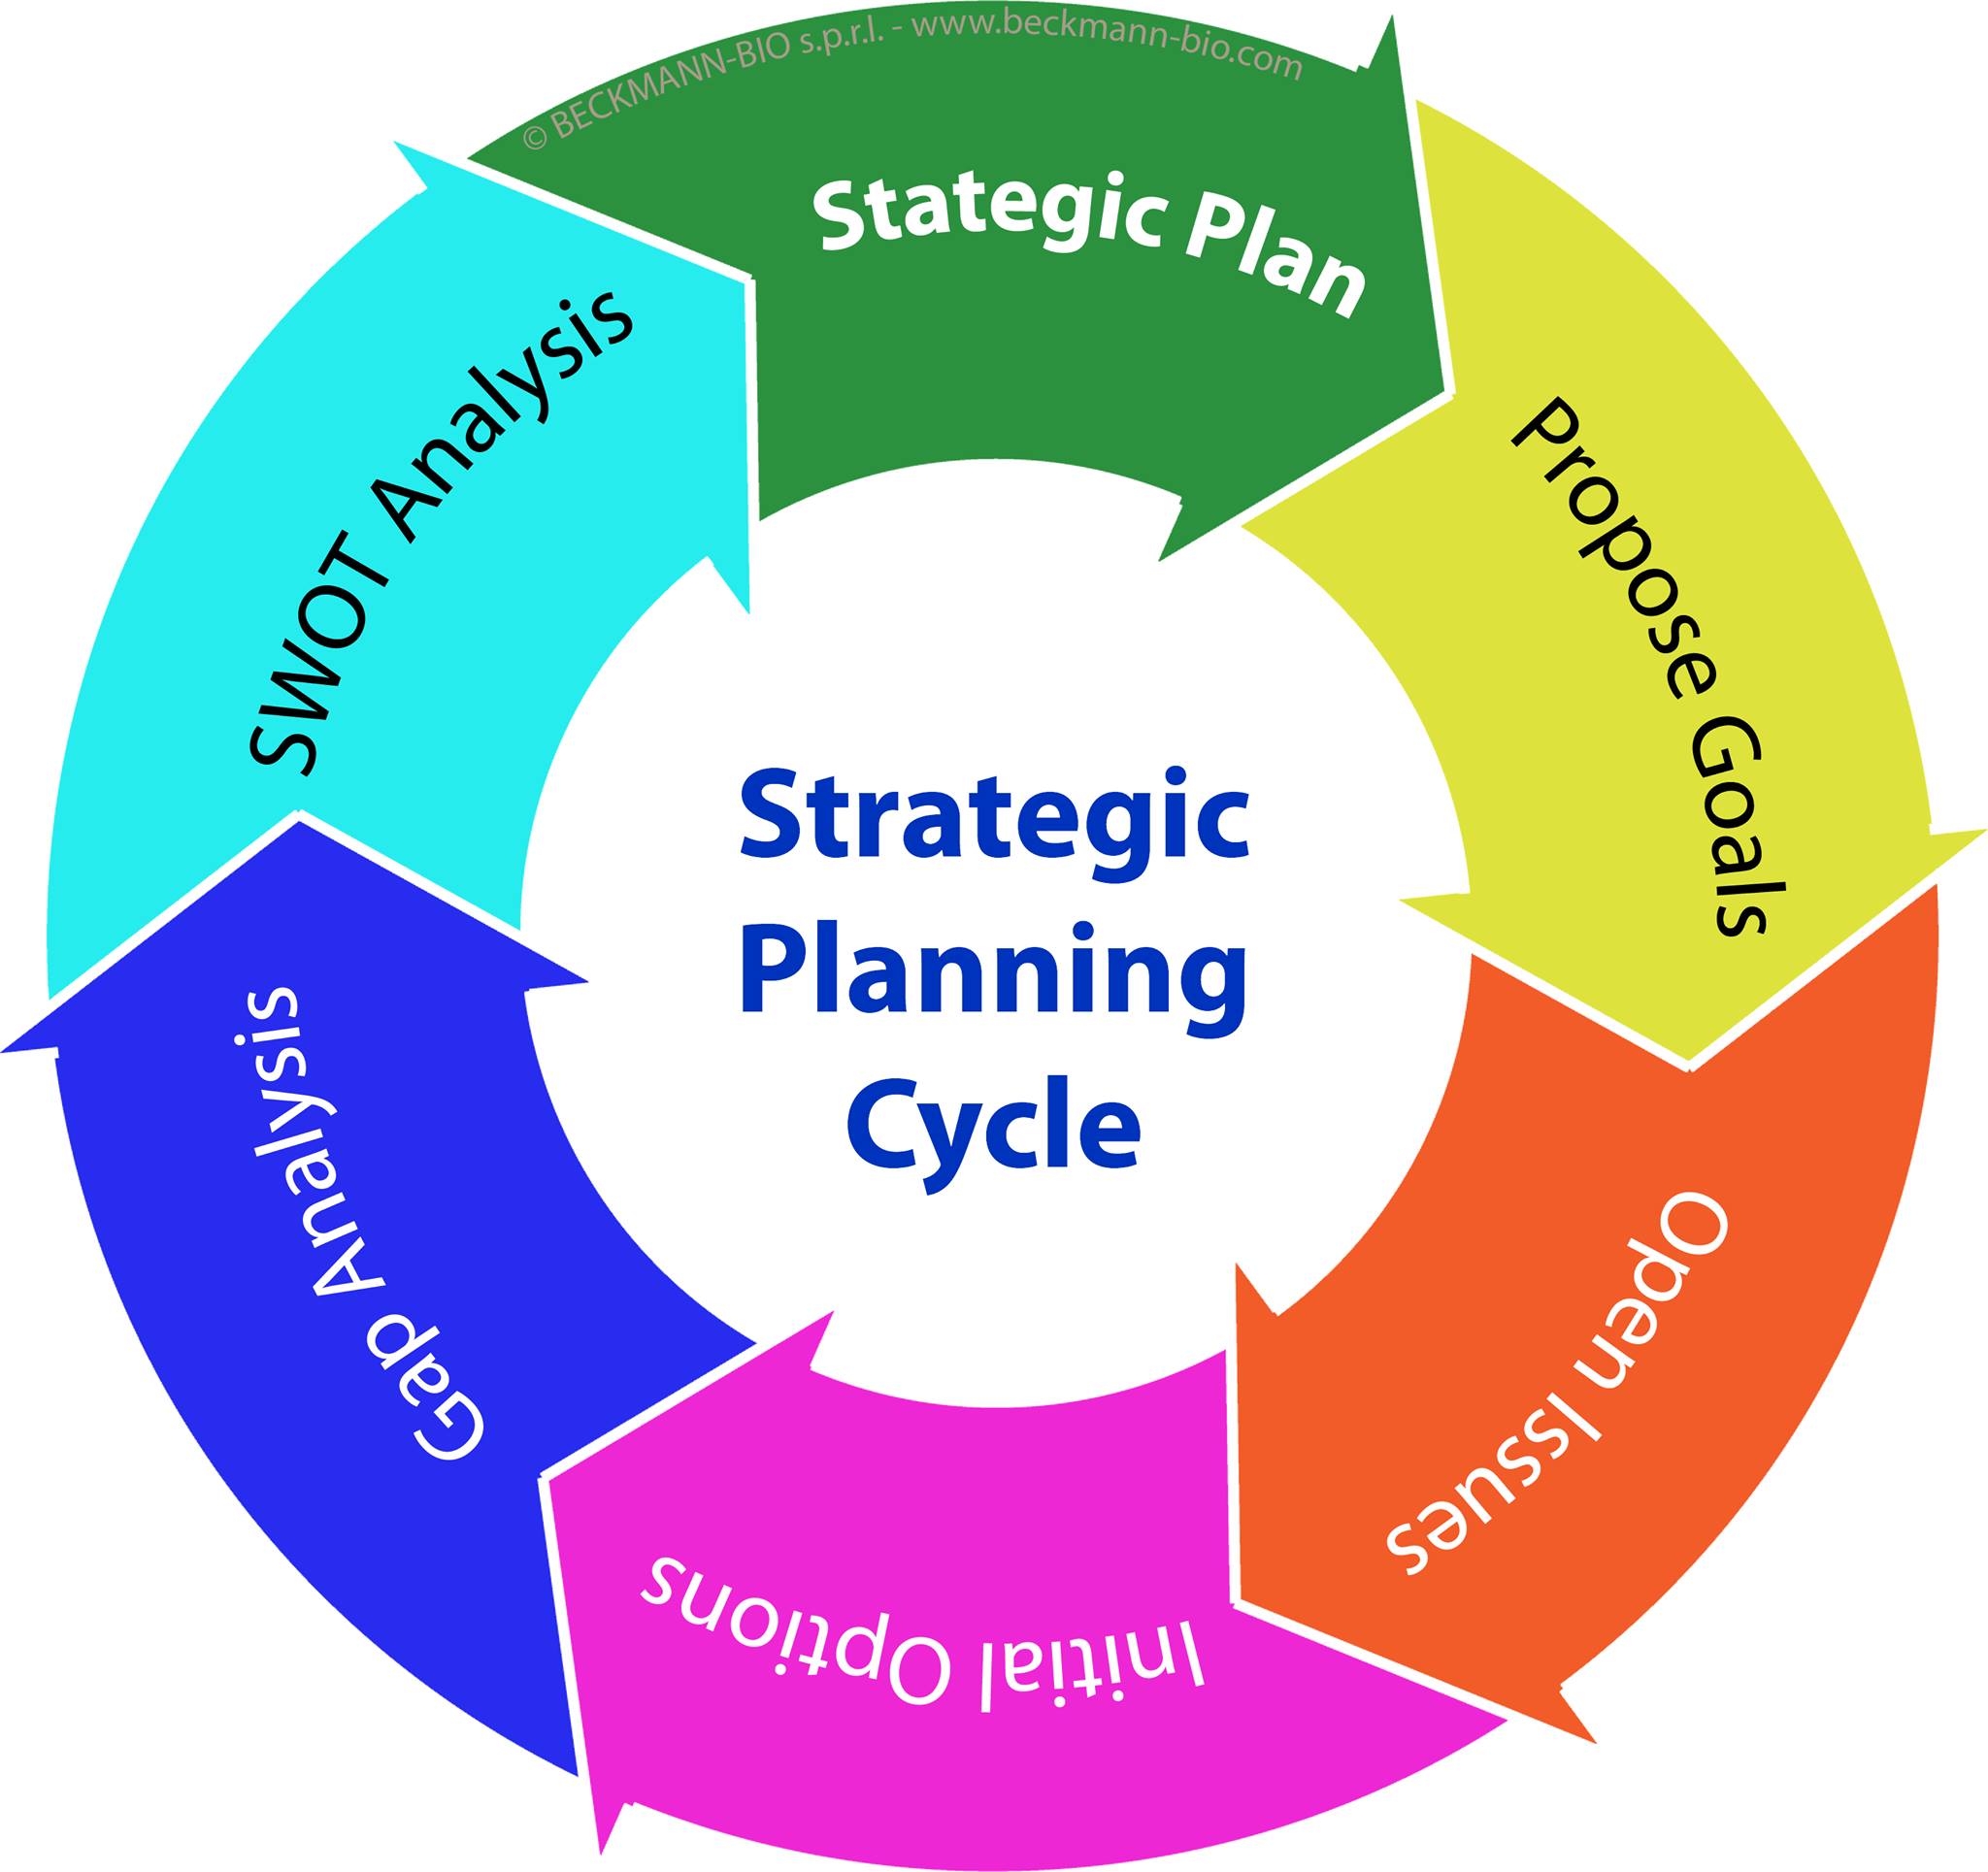 © BECKMANN-BIO s.p.r.l. - www.beckmann-bio.com
Stategic Plan
Propose Goals
Open Issues
Initial Options
Gap Analysis
SWOT Analysis
Strategic
Planning
Cycle